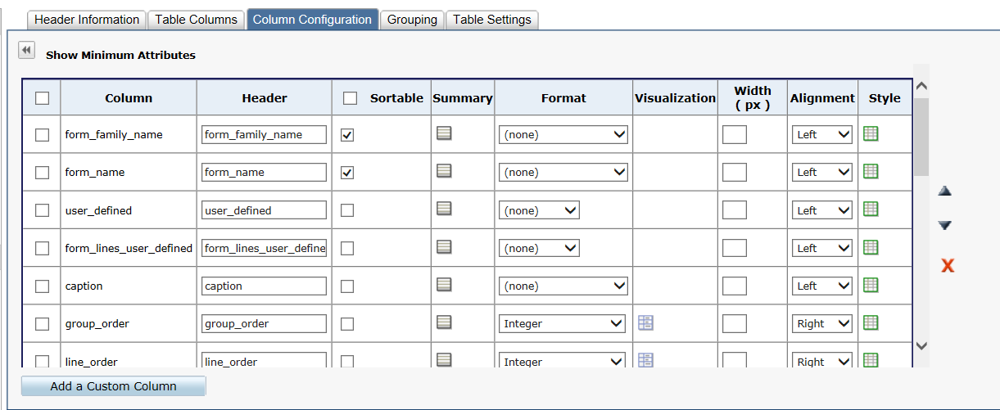 Header Information Table Columns Column Configuration Grouping Table Settings
Show Minimum Attributes
Column Header Sortable Summary Format Visualization Width ( px ) Alignment Style
form_family_name form_family_name (none) Left
form_name form_name (none) Left
user_defined user_defined (none) Left
form_lines_user_defined form_lines_user_define (none) Left
caption caption (none) Left
group_order group_order Integer Right
line_order line_order Integer Right
Add a Custom Column